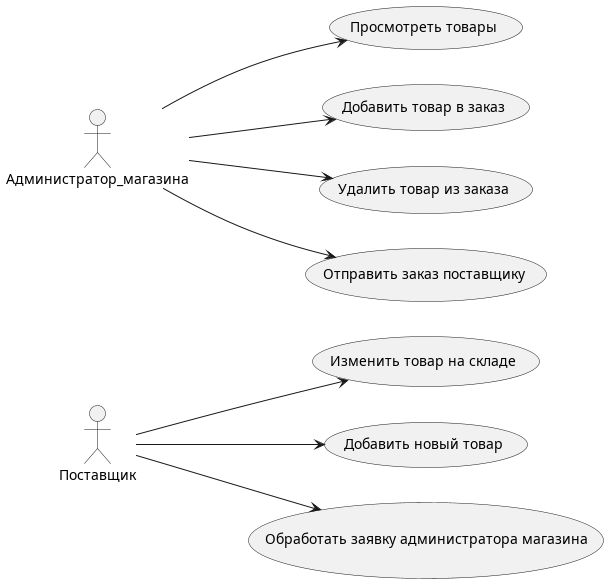 Просмотреть товары
Добавить товар в заказ
Администратор_магазина
Удалить товар из заказа
Отправить заказ поставщику
Изменить товар на складе
Добавить новый товар
Поставщик
Обработать заявку администратора магазина